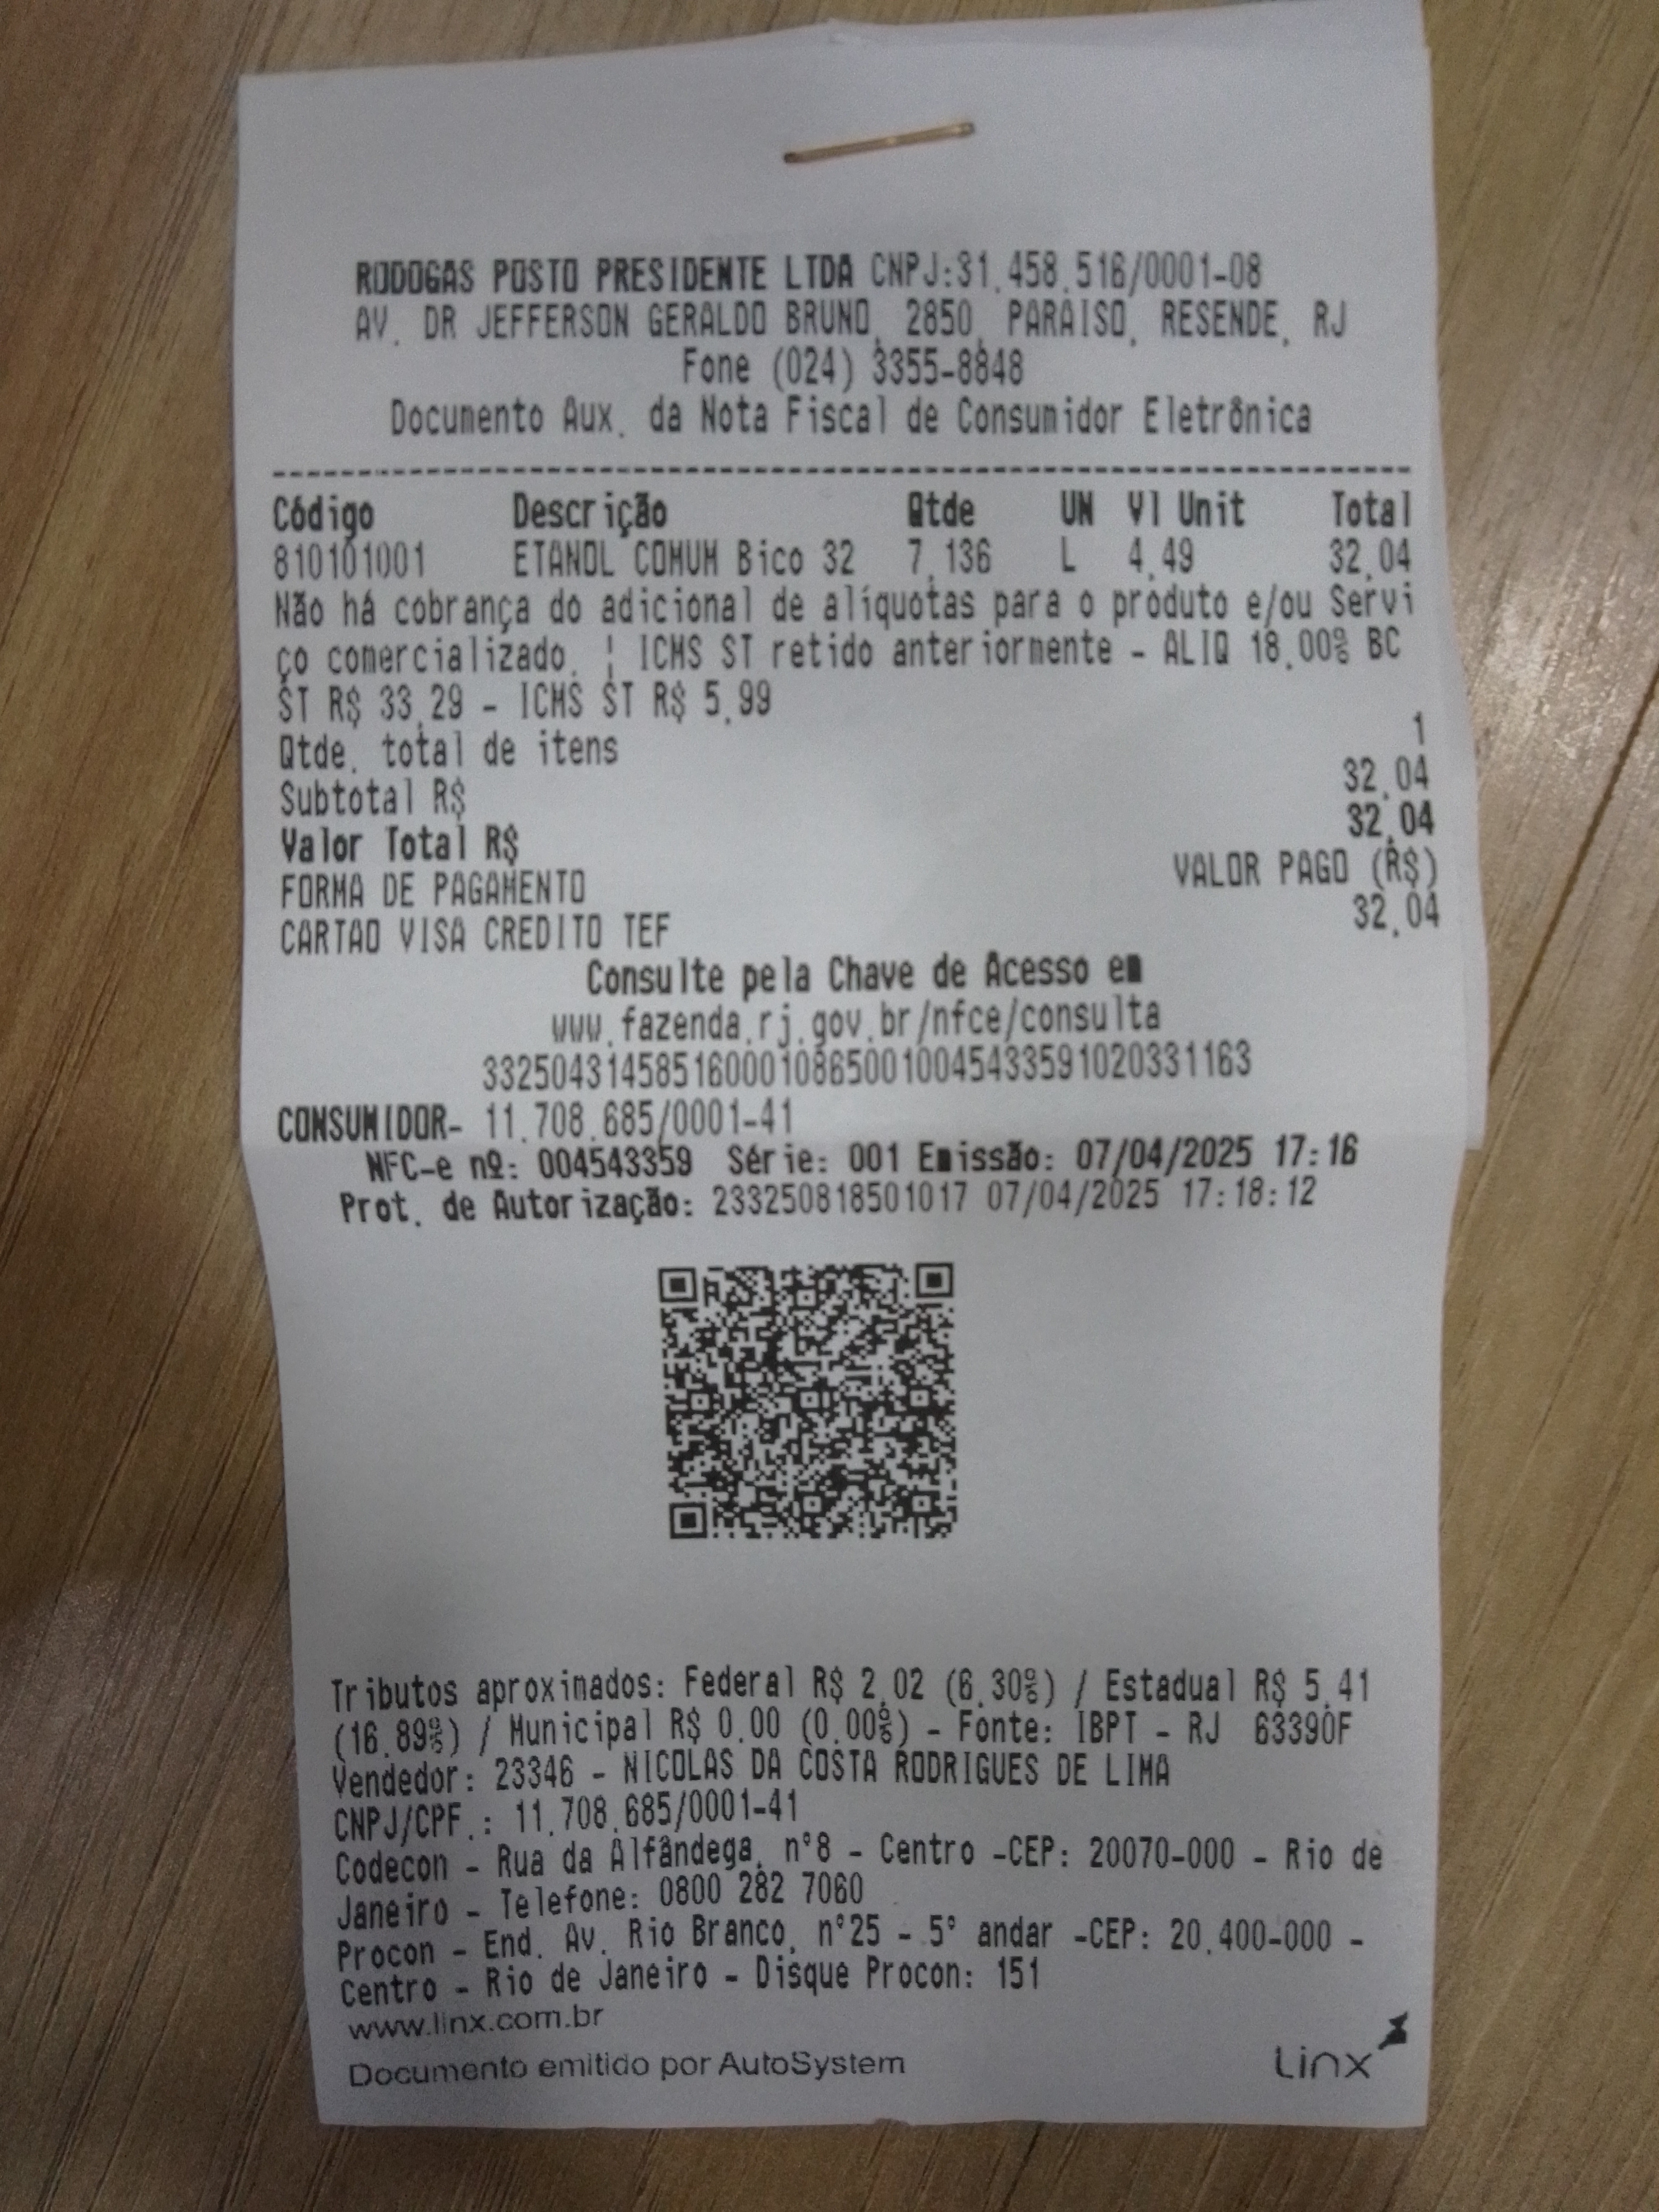 RODOGAS POSTO PRESIDENTE LTDA CNPJ:31.458.516/0001-08
AV. DR JEFFERSON GERALDO BRUNO, 2850, PARAISO, RESENDE, RJ
Fone (024) 3355-8848
Documento Aux. da Nota Fiscal de Consumidor Eletrônica
Código Descrição Qtde UN Vl Unit Total
810101001 ETANOL COMUM Bico 32 7,136 L 4,49 32,04
Não há cobrança do adicional de alíquotas para o produto e/ou Servi
ço comercializado. ¦ ICMS ST retido anteriormente - ALIQ 18,00% BC
ST R$ 33,29 - ICMS ST R$ 5,99
Qtde. total de itens 1
Subtotal R$ 32,04
Valor Total R$ 32,04
FORMA DE PAGAMENTO VALOR PAGO (R$)
CARTAO VISA CREDITO TEF 32,04
Consulte pela Chave de Acesso em
www.fazenda.rj.gov.br/nfce/consulta
33250431458516000108650010045433591020331163
CONSUMIDOR- 11.708.685/0001-41
NFC-e nº: 004543359 Série: 001 Emissão: 07/04/2025 17:16
Prot. de Autorização: 233250818501017 07/04/2025 17:18:12
Tributos aproximados: Federal R$ 2,02 (6,30%) / Estadual R$ 5,41
(16,89%) / Municipal R$ 0,00 (0,00%) - Fonte: IBPT - RJ 63390F
Vendedor: 23346 - NICOLAS DA COSTA RODRIGUES DE LIMA
CNPJ/CPF.: 11.708.685/0001-41
Codecon - Rua da Alfândega, n°8 - Centro -CEP: 20070-000 - Rio de
Janeiro - Telefone: 0800 282 7060
Procon - End. Av. Rio Branco, n°25 - 5° andar -CEP: 20.400-000 -
Centro - Rio de Janeiro - Disque Procon: 151
www.linx.com.br
Documento emitido por AutoSystem Linx